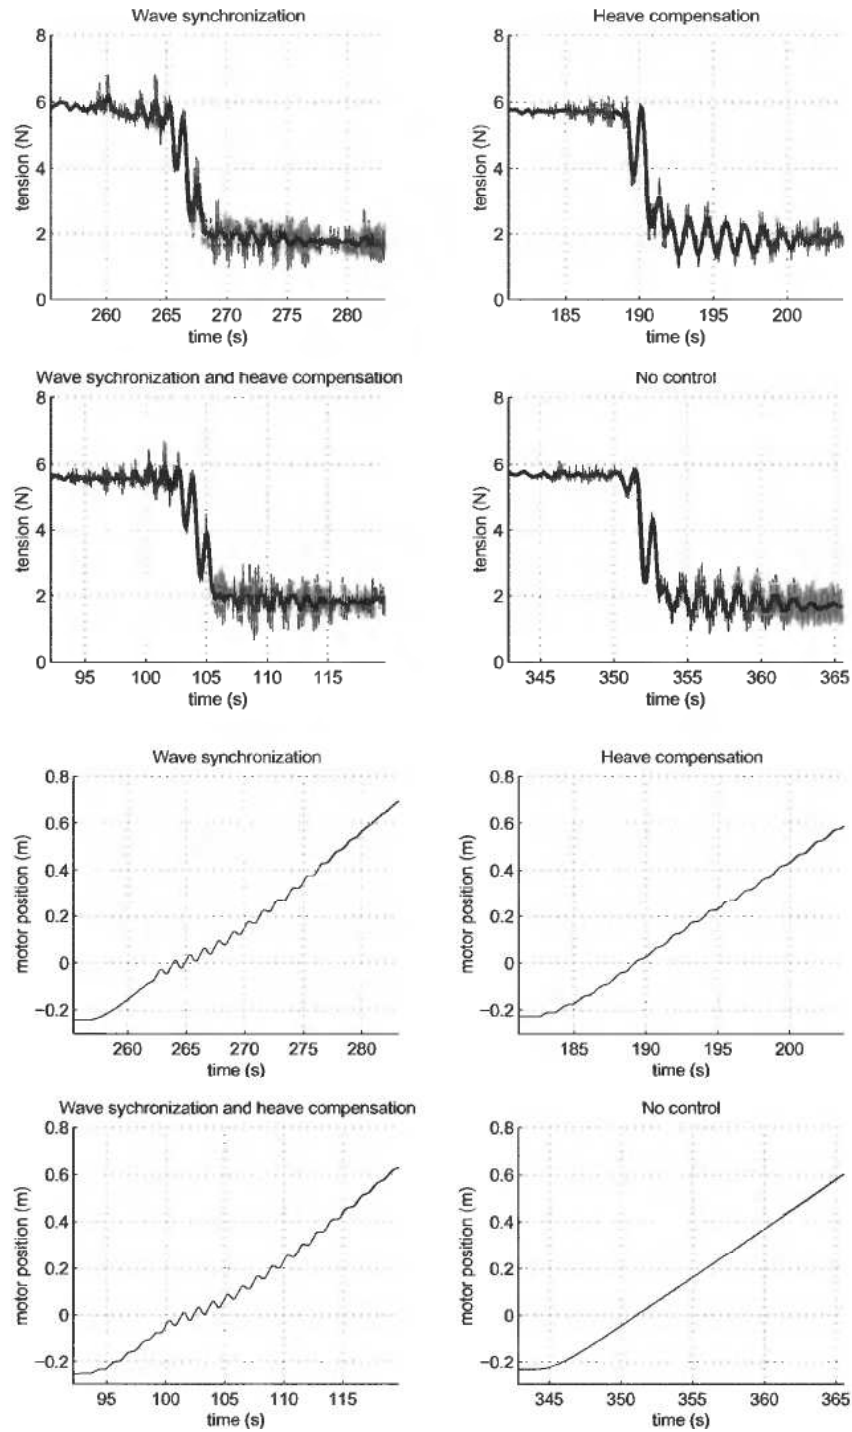 Wave synchronization
8
6
4
2
0
tension (N)
260 265 270 275 280
time (s)
Heave compensation
8
6
4
2
0
tension (N)
185 190 195 200
time (s)
Wave sychronization and heave compensation
8
6
4
2
0
tension (N)
95 100 105 110 115
time (s)
No control
8
6
4
2
0
tension (N)
345 350 355 360 365
time (s)
Wave synchronization
0.8
0.6
0.4
0.2
0
−0.2
motor position (m)
260 265 270 275 280
time (s)
Heave compensation
0.8
0.6
0.4
0.2
0
−0.2
motor position (m)
185 190 195 200
time (s)
Wave sychronization and heave compensation
0.8
0.6
0.4
0.2
0
−0.2
motor position (m)
95 100 105 110 115
time (s)
No control
0.8
0.6
0.4
0.2
0
−0.2
motor position (m)
345 350 355 360 365
time (s)